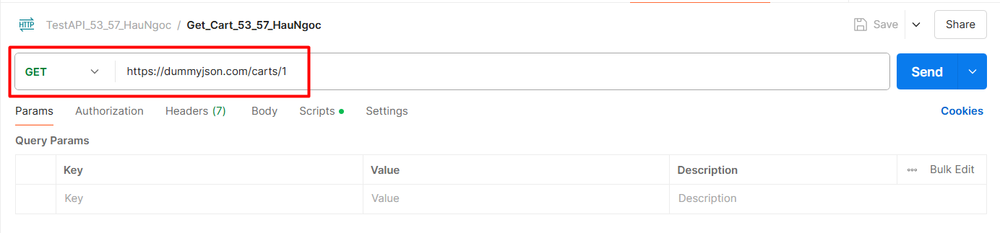 HTTP TestAPI_53_57_HauNgoc / Get_Cart_53_57_HauNgoc Save Share
GET https://dummyjson.com/carts/1 Send
Params Authorization Headers (7) Body Scripts Settings Cookies
Query Params
Key Value Description Bulk Edit
Key Value Description